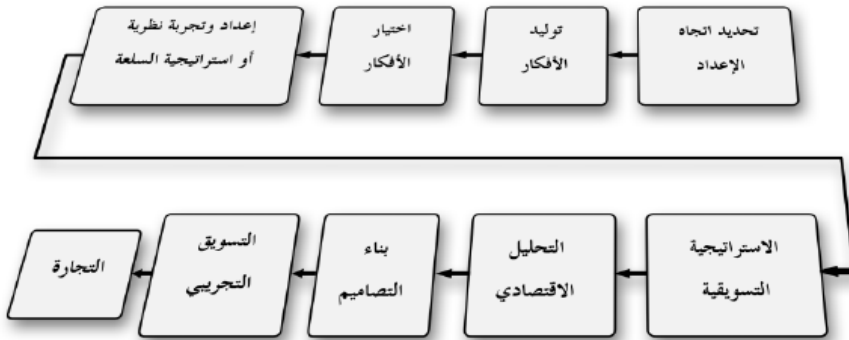 تحديد اتجاه
الإعداد
توليد
الأفكار
اختيار
الأفكار
إعداد وتجربة نظرية
أو استراتيجية السلعة
الاستراتيجية
التسويقية
التحليل
الاقتصادي
بناء
التصاميم
التسويق
التجريبي
التجارة